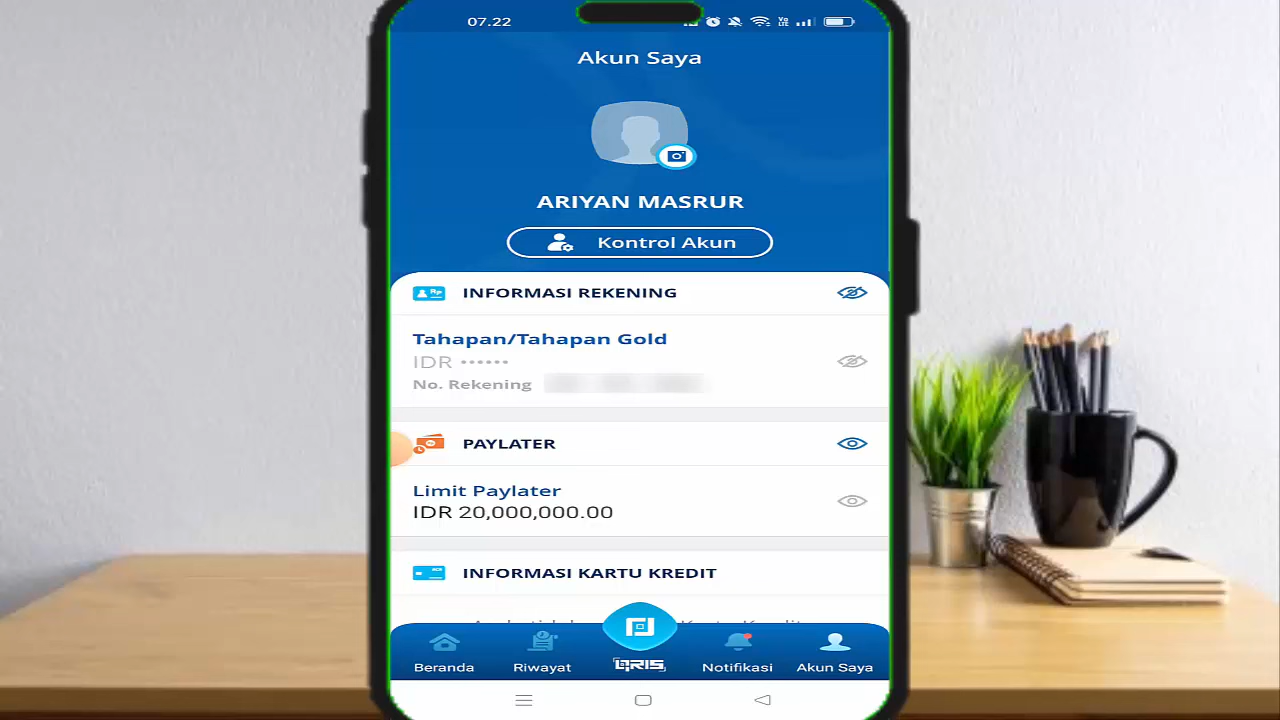 07.22
Akun Saya
ARIYAN MASRUR
Kontrol Akun
INFORMASI REKENING
Tahapan/Tahapan Gold
IDR ••••••
No. Rekening
PAYLATER
Limit Paylater
IDR 20,000,000.00
INFORMASI KARTU KREDIT
Beranda
Riwayat
QRIS
Notifikasi
Akun Saya